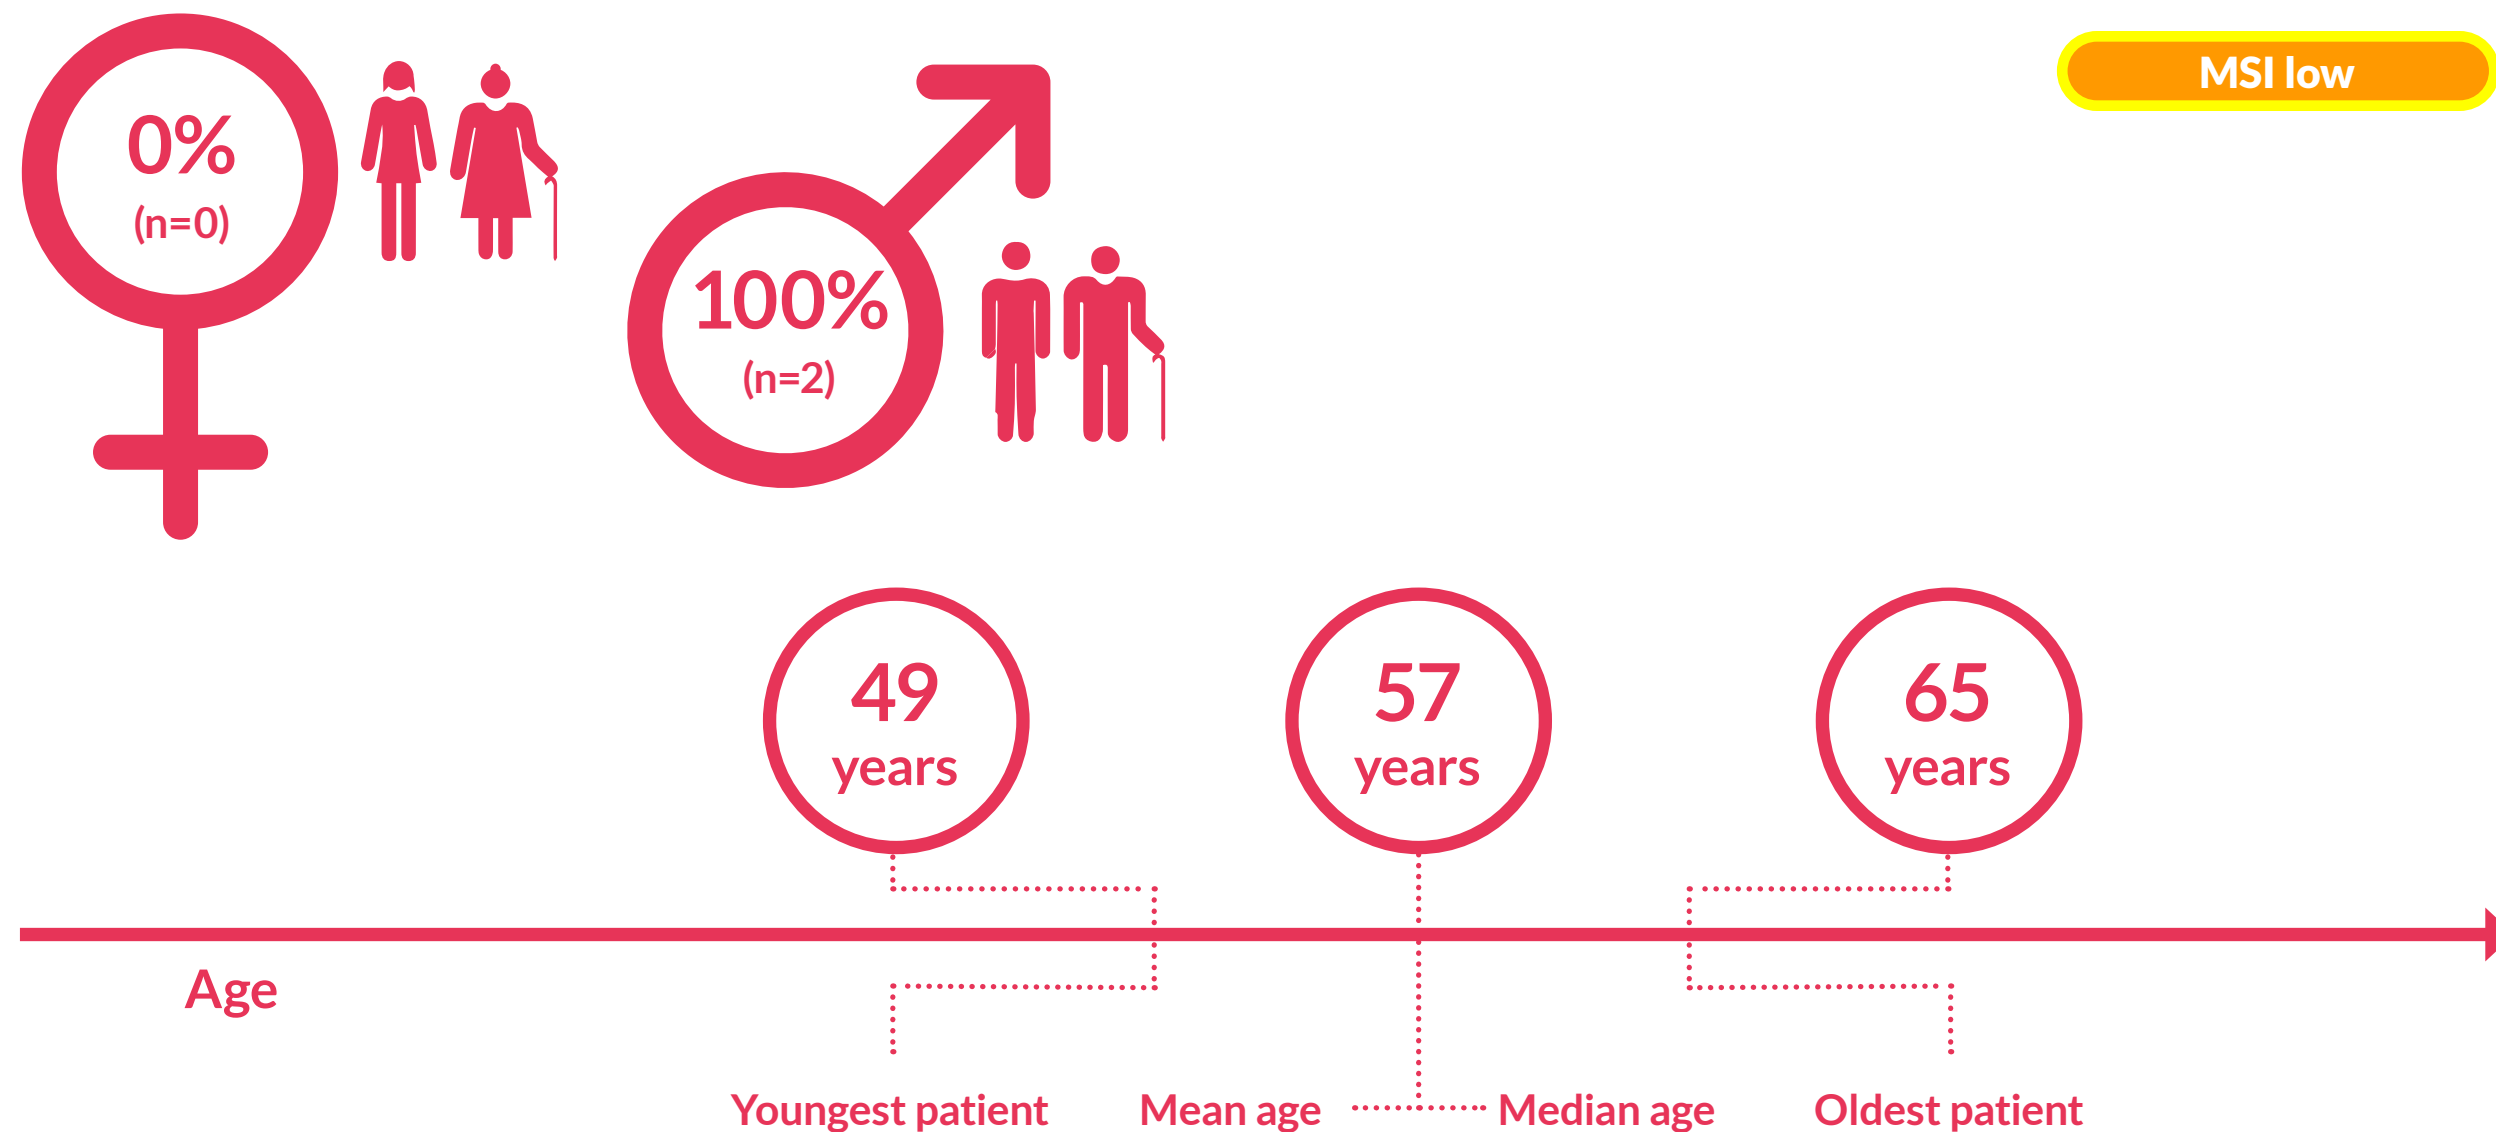 MSI low
0%
(n=0)
100%
(n=2)
49
years
57
years
65
years
Age
Youngest patient
Mean age
Median age
Oldest patient